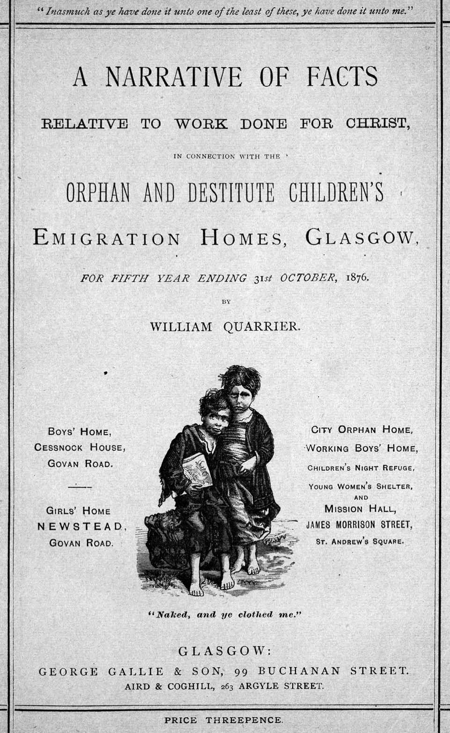 "Inasmuch as ye have done it unto one of the least of these, ye have done it unto me."
A NARRATIVE OF FACTS
RELATIVE TO WORK DONE FOR CHRIST,
IN CONNECTION WITH THE
ORPHAN AND DESTITUTE CHILDREN'S
EMIGRATION HOMES, GLASGOW,
FOR FIFTH YEAR ENDING 31st OCTOBER, 1876.
BY
WILLIAM QUARRIER.
BOYS' HOME,
CESSNOCK HOUSE,
GOVAN ROAD.
GIRLS' HOME
NEWSTEAD,
GOVAN ROAD.
CITY ORPHAN HOME,
WORKING BOYS' HOME,
CHILDREN'S NIGHT REFUGE,
YOUNG WOMEN'S SHELTER,
AND
MISSION HALL,
JAMES MORRISON STREET,
ST. ANDREW'S SQUARE.
"Naked, and ye clothed me."
GLASGOW:
GEORGE GALLIE & SON, 99 BUCHANAN STREET.
AIRD & COGHILL, 263 ARGYLE STREET.
PRICE THREEPENCE.